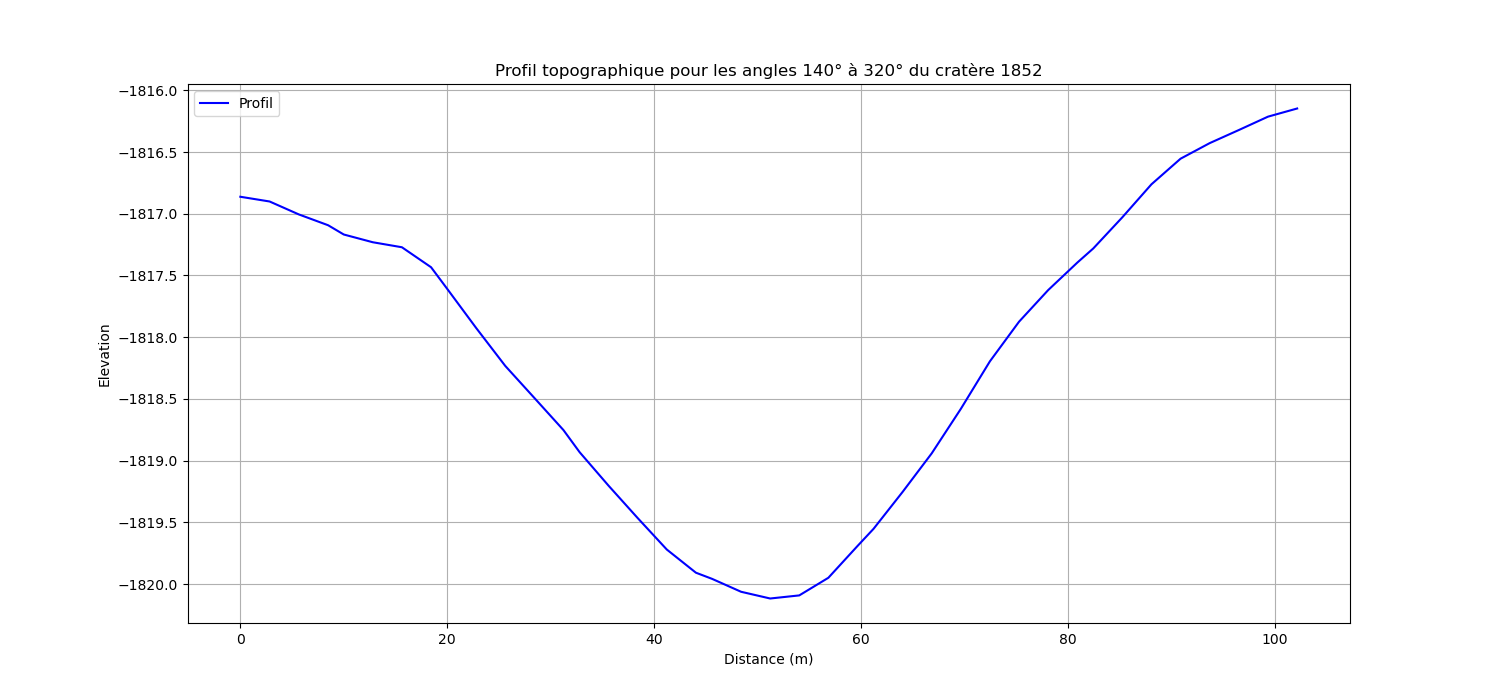 Profil topographique pour les angles 140° à 320° du cratère 1852
Profil
−1816.0
−1816.5
−1817.0
−1817.5
−1818.0
−1818.5
−1819.0
−1819.5
−1820.0
Elevation
0 20 40 60 80 100
Distance (m)